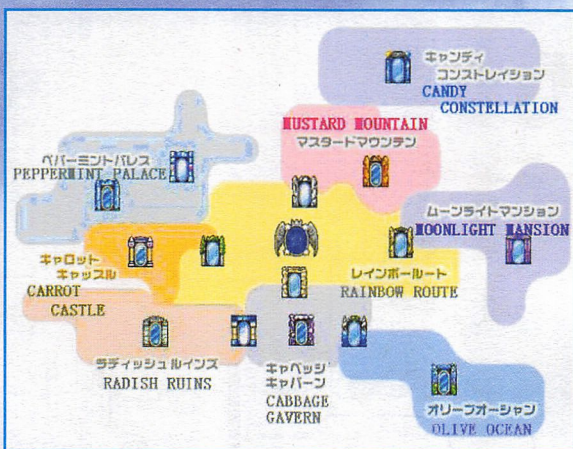 キャンディ
コンストレイション
CANDY
CONSTELLATION
MUSTARD MOUNTAIN
マスタードマウンテン
ペパーミントパレス
PEPPERMINT PALACE
ムーンライトマンション
MOONLIGHT MANSION
キャロット
キャッスル
CARROT
CASTLE
レインボールート
RAINBOW ROUTE
ラディッシュルインズ
RADISH RUINS
キャベッジ
キャバーン
CABBAGE
GAVERN
オリーブオーシャン
OLIVE OCEAN